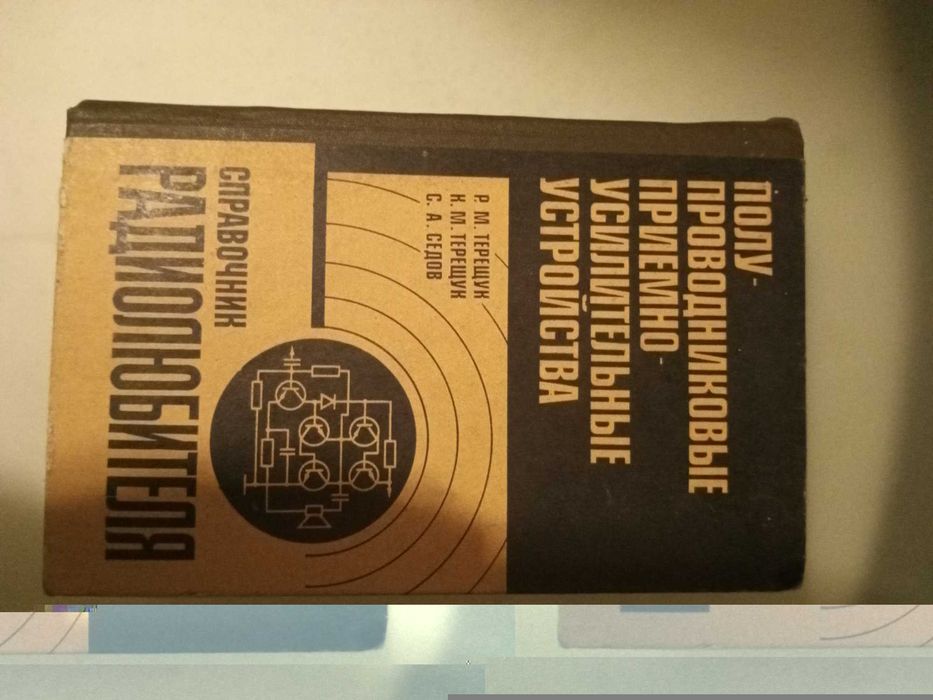 Р. М. ТЕРЕЩУК
К. М. ТЕРЕЩУК
С. А. СЕДОВ
ПОЛУ-
ПРОВОДНИКОВЫЕ
ПРИЕМНО-
УСИЛИТЕЛЬНЫЕ
УСТРОЙСТВА
СПРАВОЧНИК
РАДИОЛЮБИТЕЛЯ